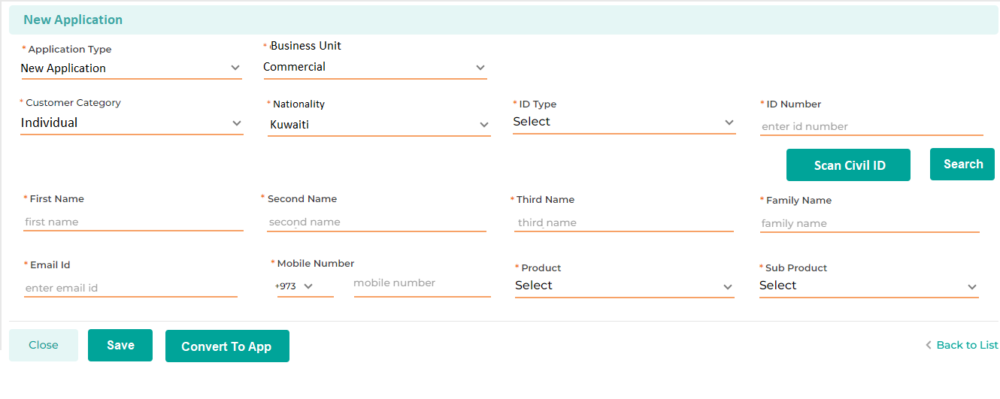 New Application
* Application Type
New Application
* Business Unit
Commercial
* Customer Category
Individual
* Nationality
Kuwaiti
* ID Type
Select
* ID Number
enter id number
Scan Civil ID
Search
* First Name
first name
* Second Name
second name
* Third Name
third name
* Family Name
family name
* Email Id
enter email id
* Mobile Number
+973
mobile number
* Product
Select
* Sub Product
Select
Close
Save
Convert To App
Back to List